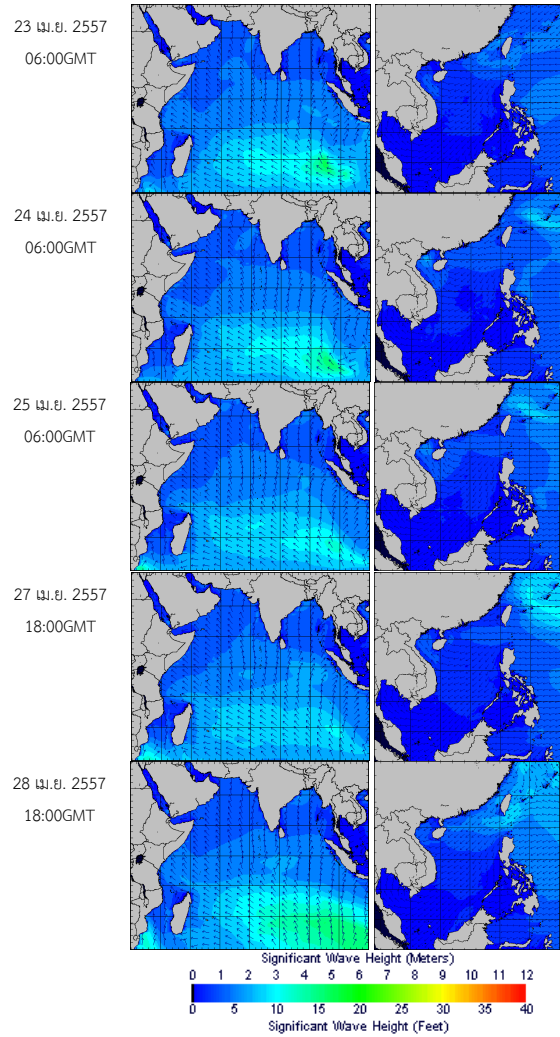 23 เม.ย. 2557
06:00GMT
24 เม.ย. 2557
06:00GMT
25 เม.ย. 2557
06:00GMT
27 เม.ย. 2557
18:00GMT
28 เม.ย. 2557
18:00GMT
Significant Wave Height (Meters)
0 1 2 3 4 5 6 7 8 9 10 11 12
0 5 10 15 20 25 30 35 40
Significant Wave Height (Feet)